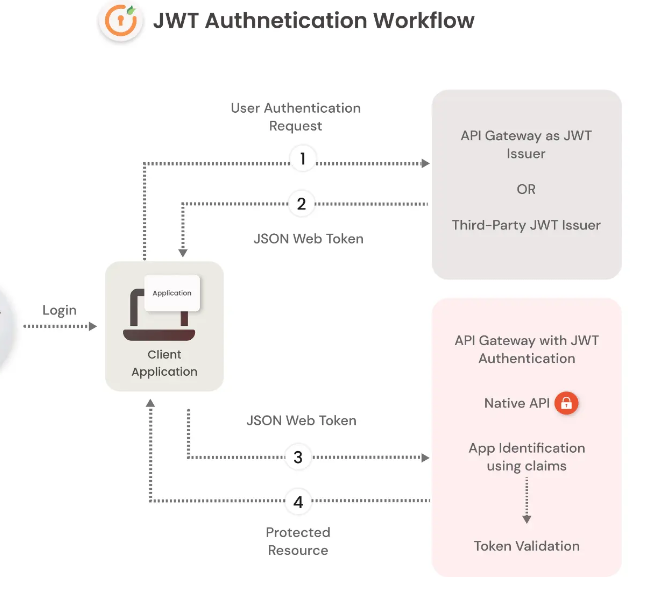 JWT Authnetication Workflow
User Authentication
Request
1
API Gateway as JWT
Issuer
OR
Third-Party JWT Issuer
2
JSON Web Token
Login
Application
Client
Application
API Gateway with JWT
Authentication
Native API
JSON Web Token
3
App Identification
using claims
4
Protected
Resource
Token Validation